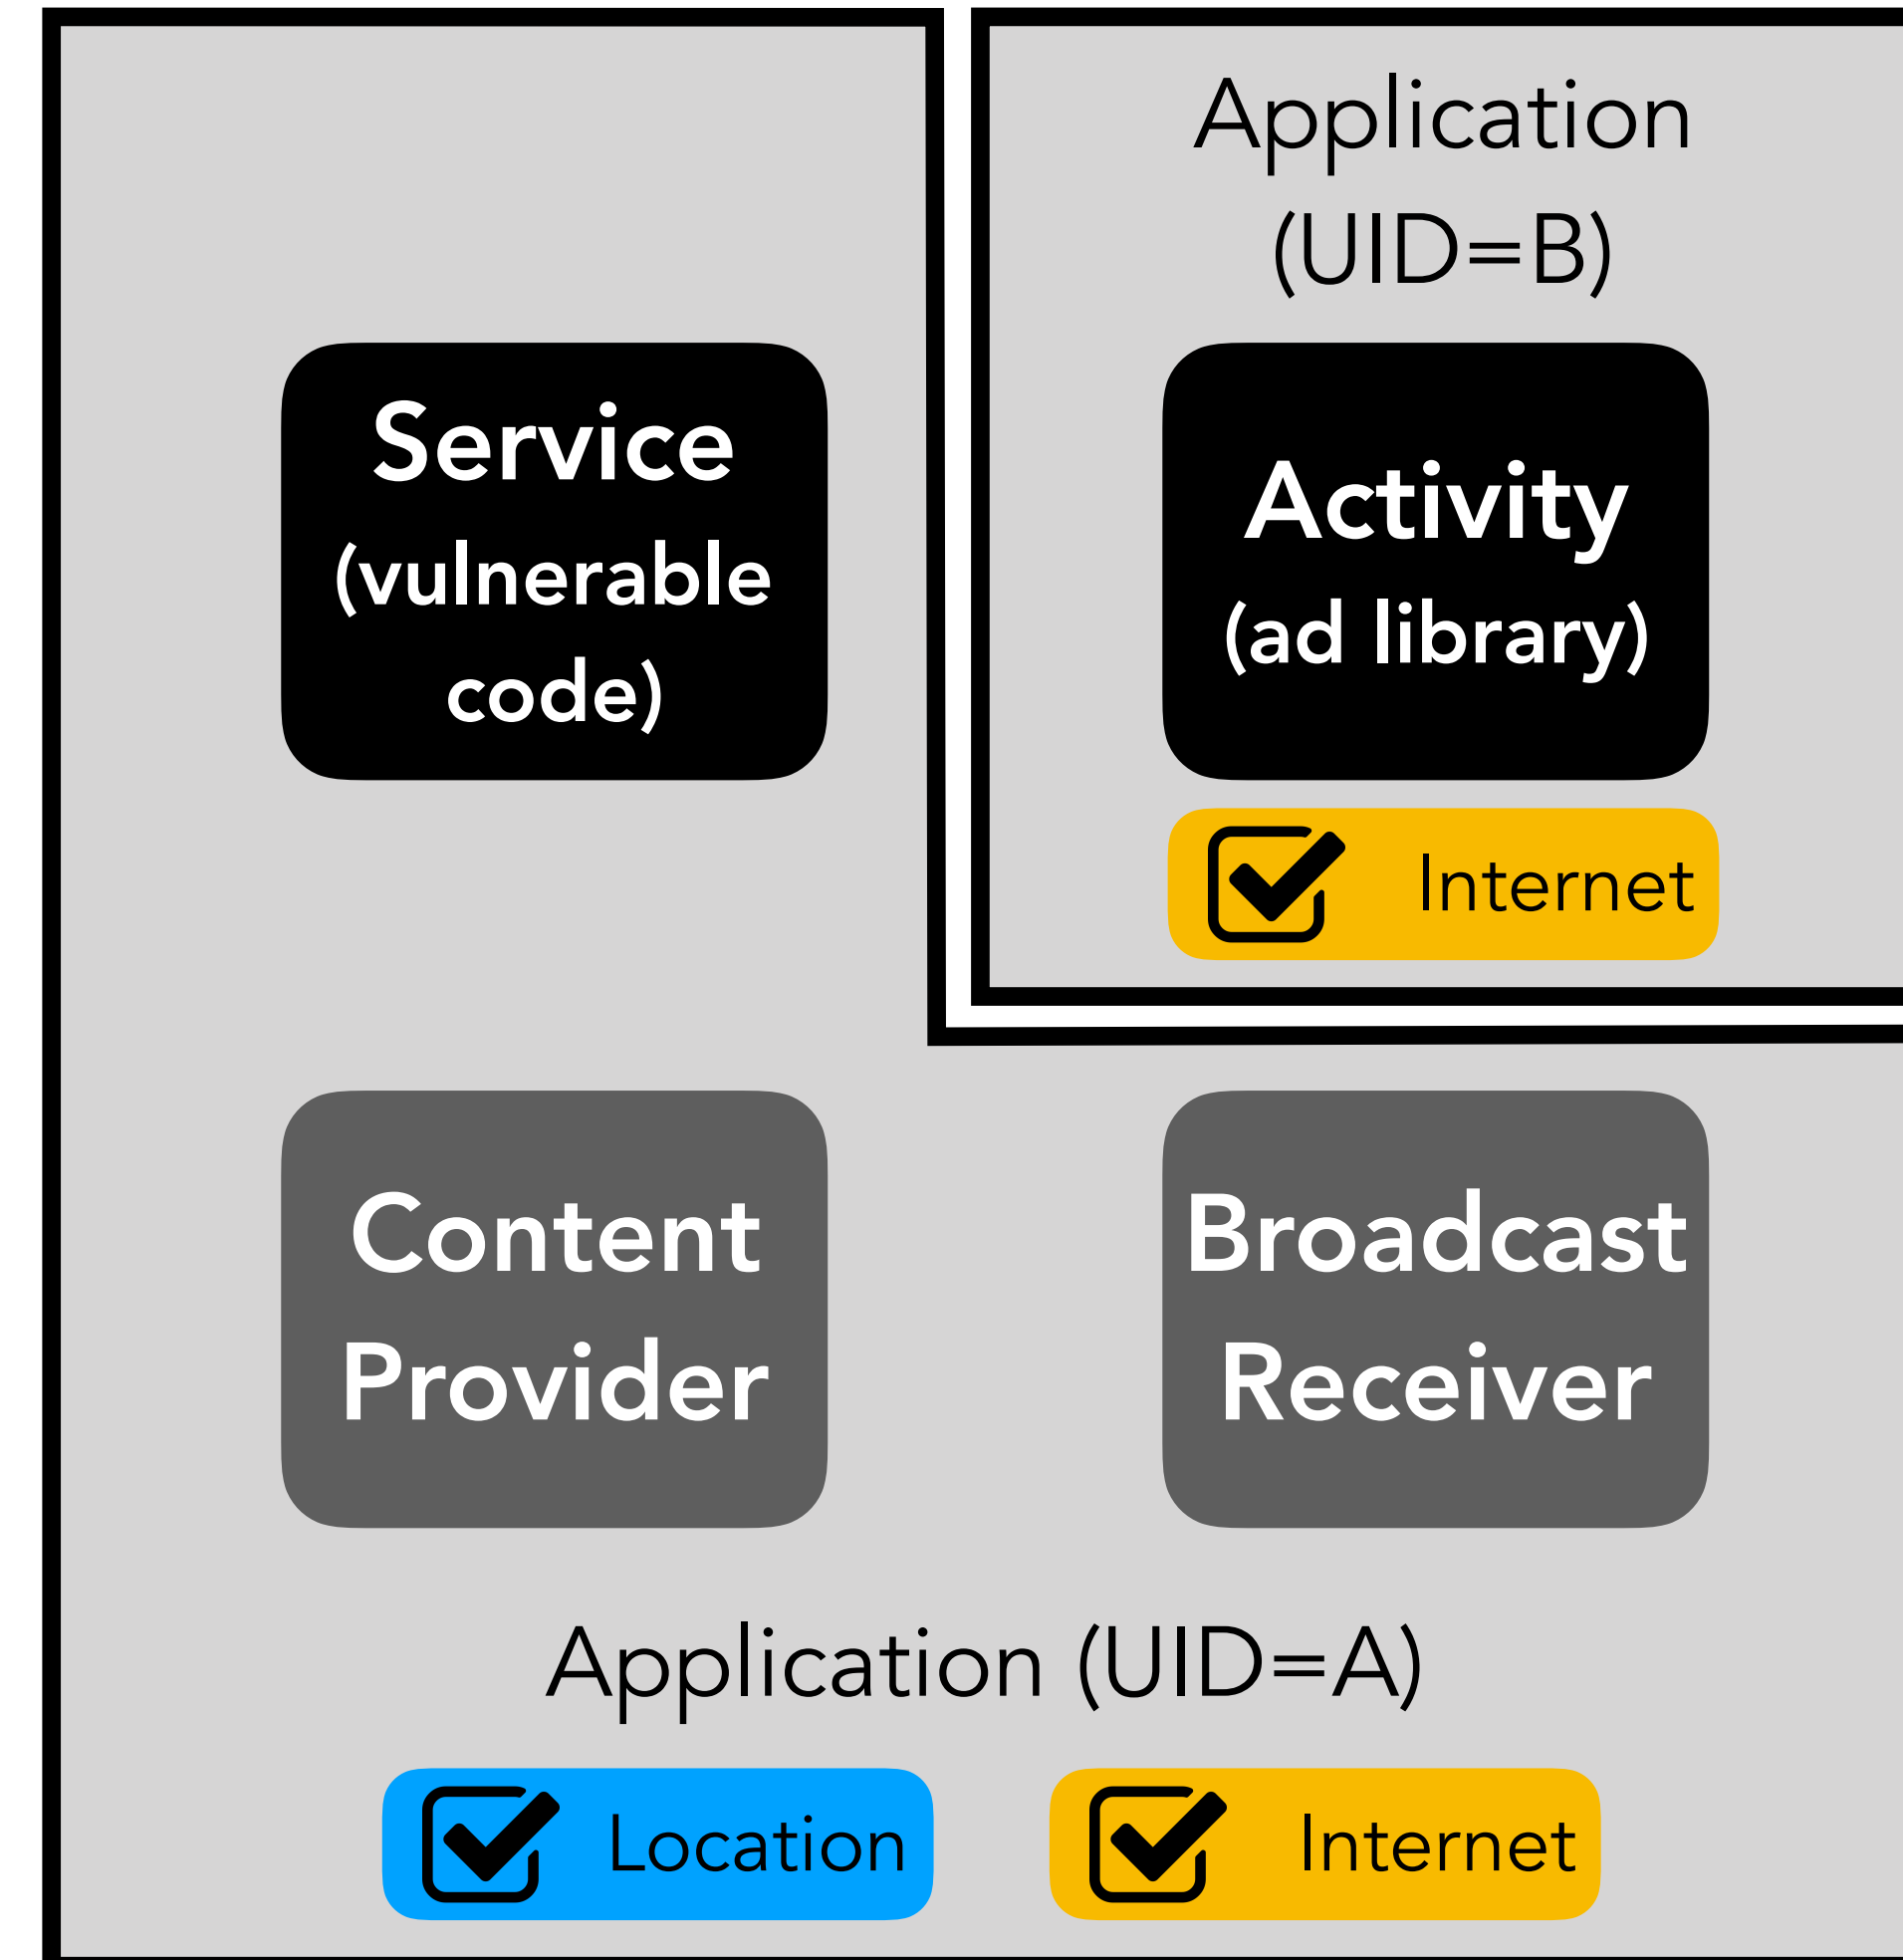 Application
(UID=B)
Service
(vulnerable
code)
Activity
(ad library)
Internet
Content
Provider
Broadcast
Receiver
Application (UID=A)
Location
Internet